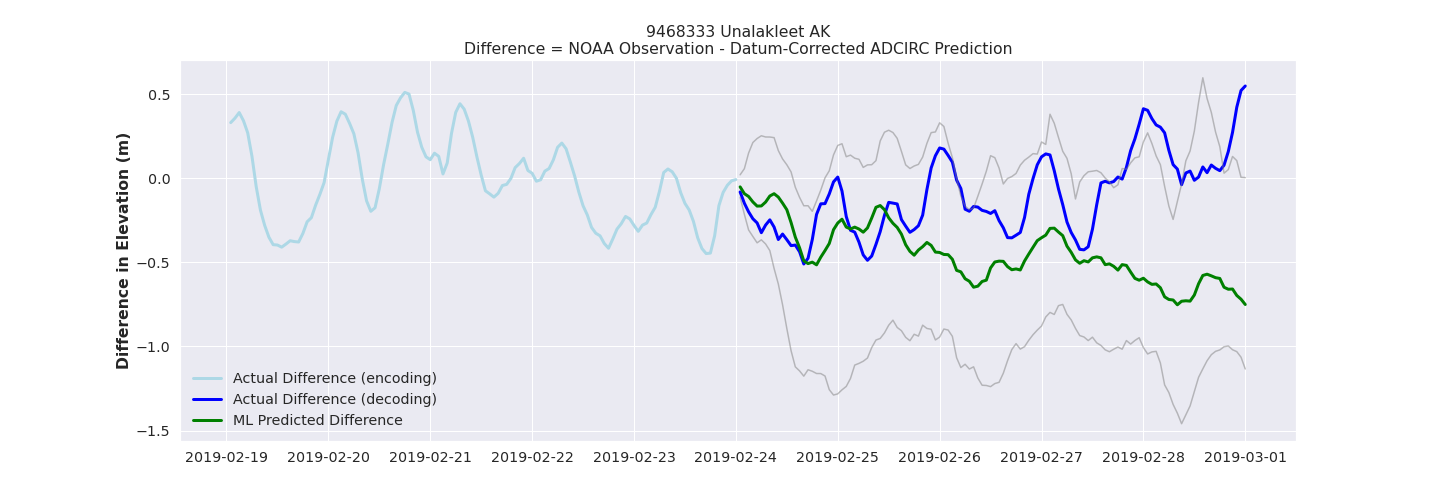 9468333 Unalakleet AK
Difference = NOAA Observation - Datum-Corrected ADCIRC Prediction
Difference in Elevation (m)
0.5
0.0
−0.5
−1.0
−1.5
Actual Difference (encoding)
Actual Difference (decoding)
ML Predicted Difference
2019-02-19 2019-02-20 2019-02-21 2019-02-22 2019-02-23 2019-02-24 2019-02-25 2019-02-26 2019-02-27 2019-02-28 2019-03-01